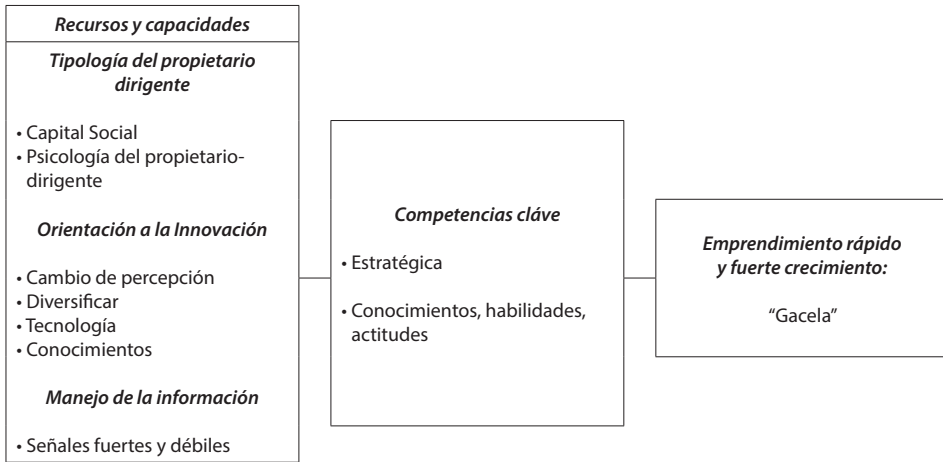 Recursos y capacidades
Tipología del propietario
dirigente
• Capital Social
• Psicología del propietario-
dirigente
Orientación a la Innovación
• Cambio de percepción
• Diversificar
• Tecnología
• Conocimientos
Manejo de la información
• Señales fuertes y débiles
Competencias cláve
• Estratégica
• Conocimientos, habilidades,
actitudes
Emprendimiento rápido
y fuerte crecimiento:
“Gacela”